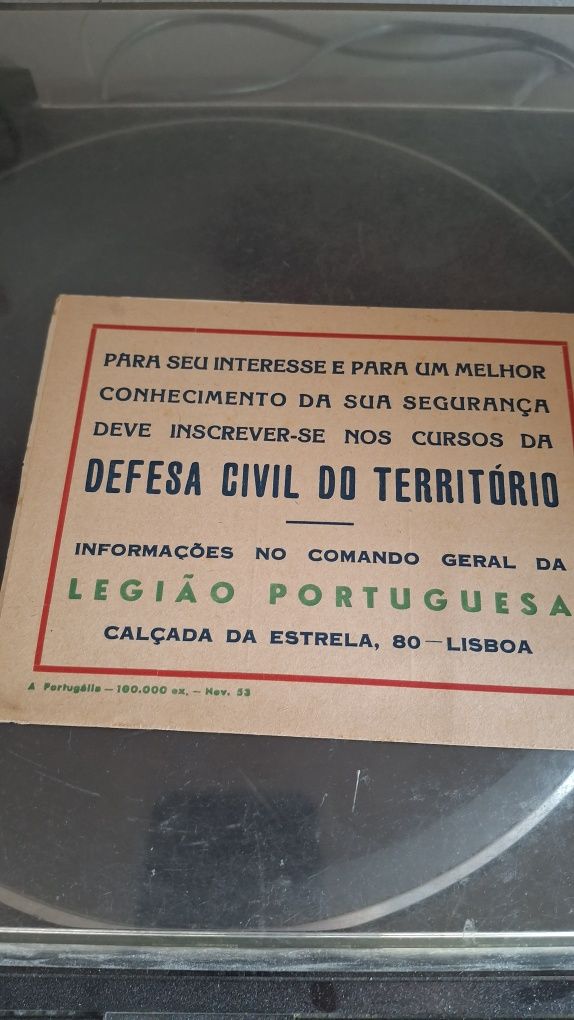 PARA SEU INTERESSE E PARA UM MELHOR
CONHECIMENTO DA SUA SEGURANÇA
DEVE INSCREVER-SE NOS CURSOS DA
DEFESA CIVIL DO TERRITÓRIO
INFORMAÇÕES NO COMANDO GERAL DA
LEGIÃO PORTUGUESA
CALÇADA DA ESTRELA, 80 — LISBOA
A Portugália — 100.000 ex. — Nov. 53